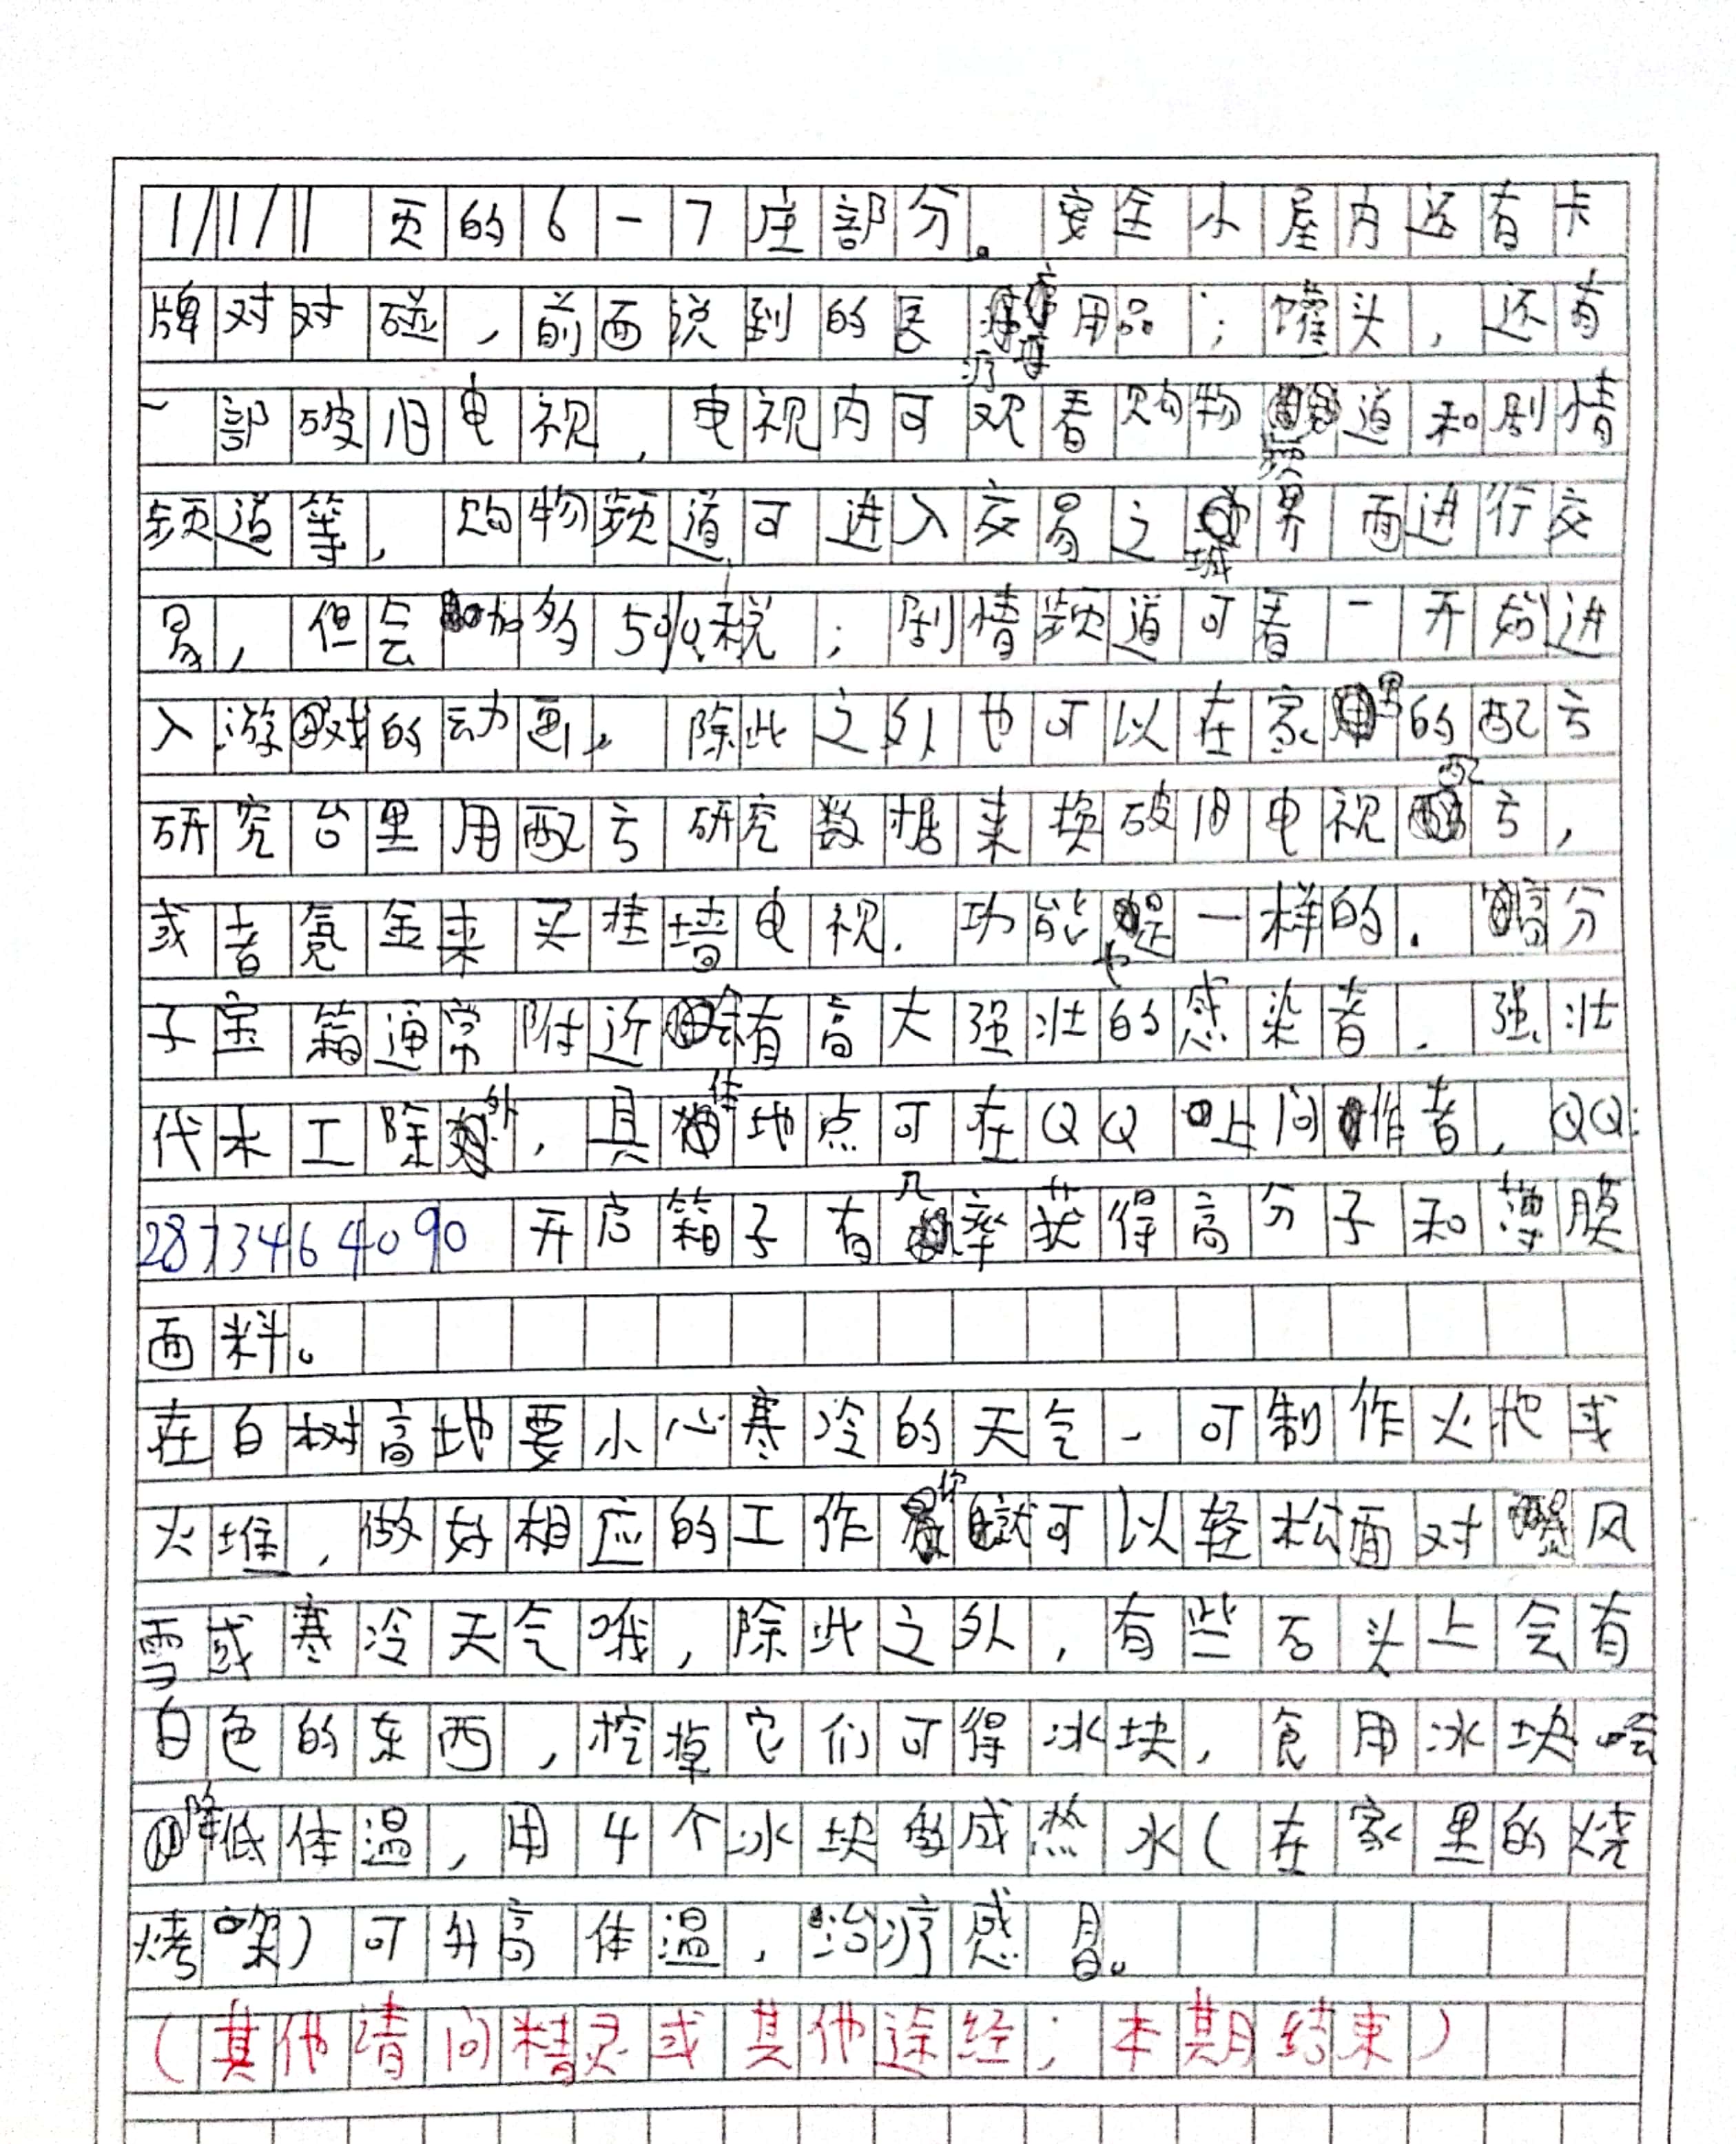 1/1/11页的6-7座部分。安全小屋内还有卡
牌对对碰，前面说到的医疗用品；罐头，还有
一部破旧电视，电视内可观看购物频道和剧情
频道等，购物频道可进入交易之城界面进行交
易，但会加多5%税；剧情频道可看一开始进
入游戏的动画。除此之外也可以在家里的配方
研究台里用配方研究数据来换破旧电视配方，
或者氪金来买挂墙电视.功能也是一样的.高分
子宝箱通常附近会有高大强壮的感染者.强壮
伐木工除外，具体地点可在QQ上问作者，QQ:
2873464090 开启箱子有几率获得高分子和薄膜
面料。
在白树高地要小心寒冷的天气，可制作火把或
火堆，做好相应的工作你就可以轻松面对暴风
雪或寒冷天气哦，除此之外，有些石头上会有
白色的东西，挖掉它们可得冰块，食用冰块会
降低体温，用4个冰块做成热水(在家里的烧
烤架)可升高体温，治疗感冒。
(其他请问精灵或其他途经；本期结束)